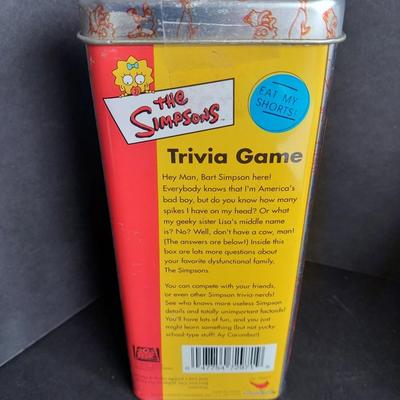 THE
SIMPSONS
EAT MY
SHORTS!
Trivia Game
Hey Man, Bart Simpson here!
Everybody knows that I'm America's
bad boy, but do you know how many
spikes I have on my head? Or what
my geeky sister Lisa's middle name
is? No? Well, don't have a cow, man!
(The answers are below!) Inside this
box are lots more questions about
your favorite dysfunctional family,
The Simpsons.
You can compete with your friends,
or even other Simpson trivia-nerds!
See who knows more useless Simpson
details and totally unimportant factoids!
You'll have lots of fun, and you just
might learn something (but not yucky
school-type stuff! Ay Caramba!)
FOX